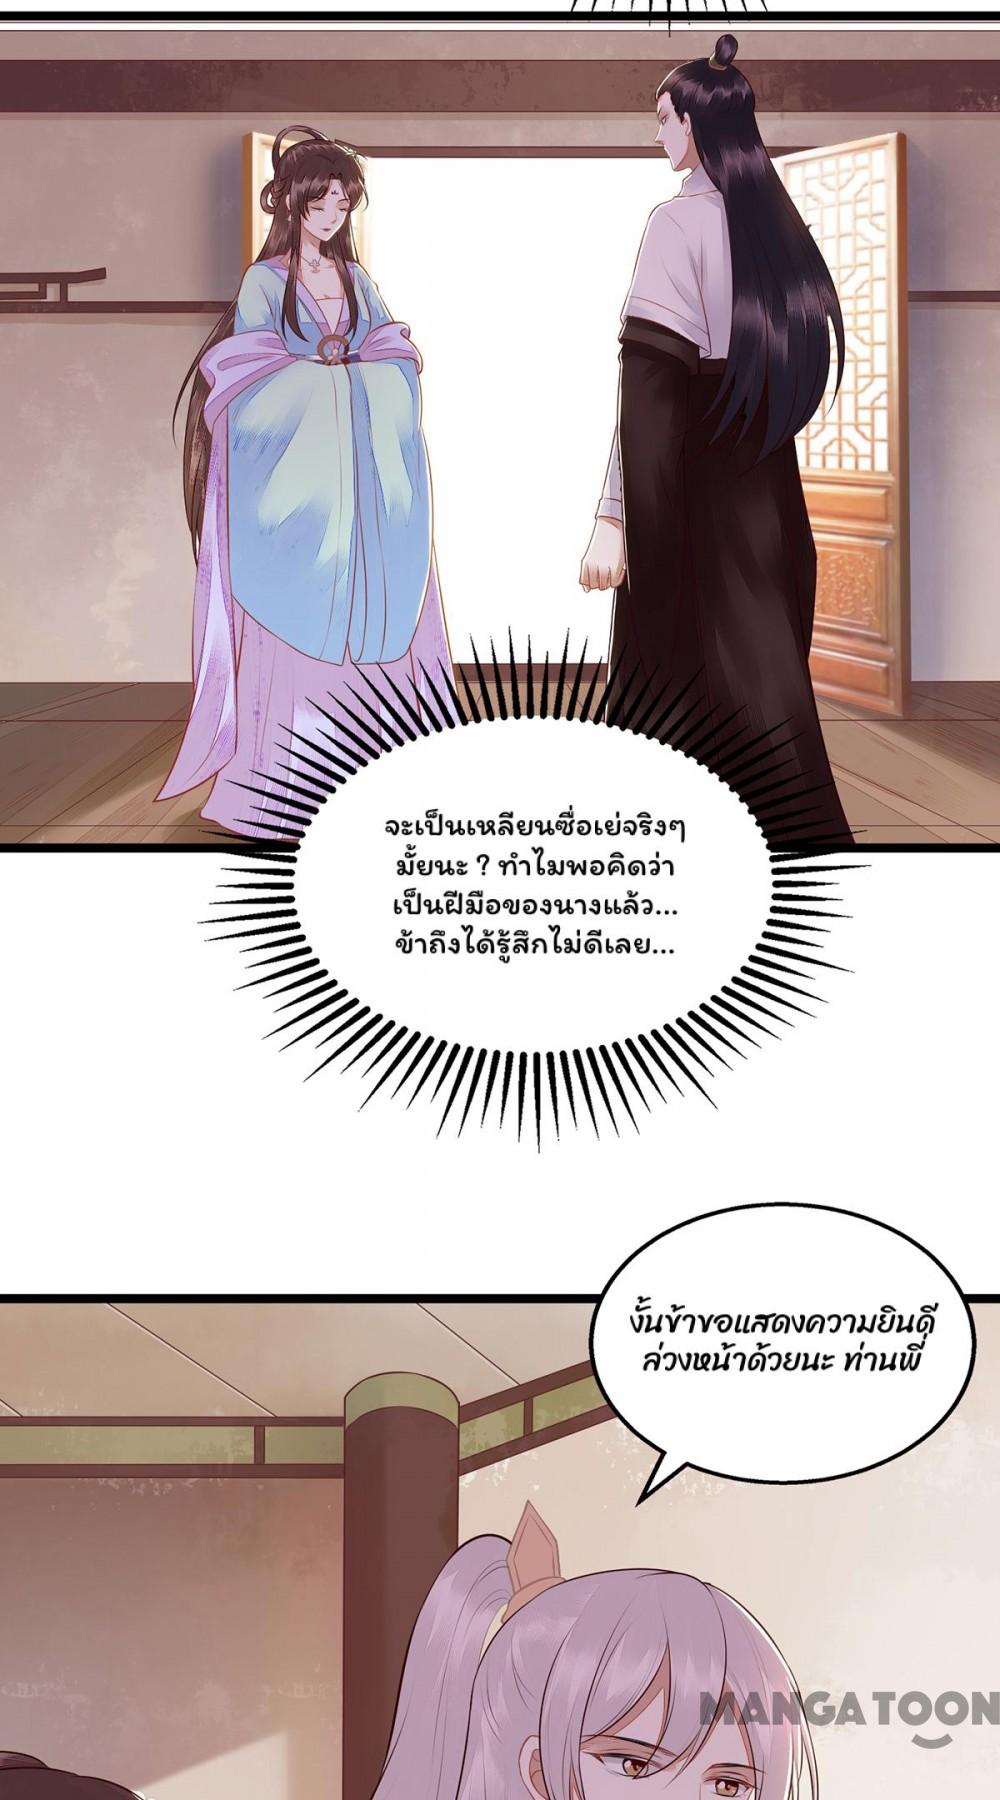 จะเป็นเหลียนซื่อเย่จริงๆ
มั้ยนะ ? ทำไมพอคิดว่า
เป็นฝีมือของนางแล้ว...
ข้าถึงได้รู้สึกไม่ดีเลย...
งั้นข้าขอแสดงความยินดี
ล่วงหน้าด้วยนะ ท่านพี่
MANGATOON